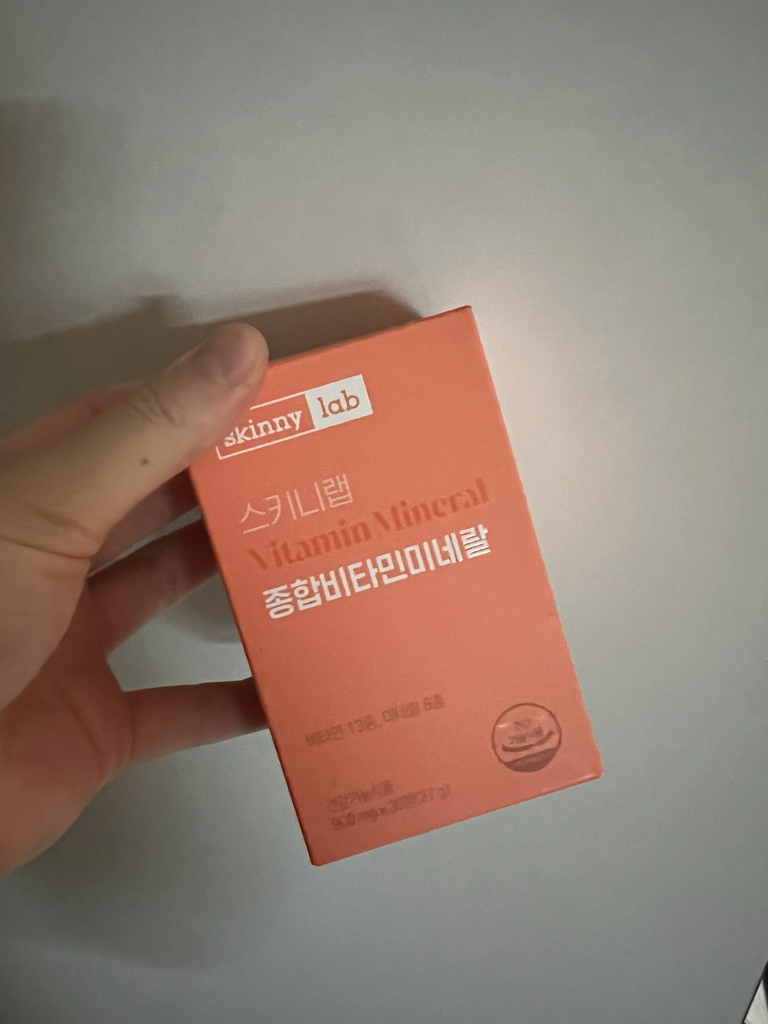 skinny lab
스키니랩
Vitamin Mineral
종합비타민미네랄
비타민 13종, 미네랄 6종
건강기능식품
900 mg x 30정(27 g)